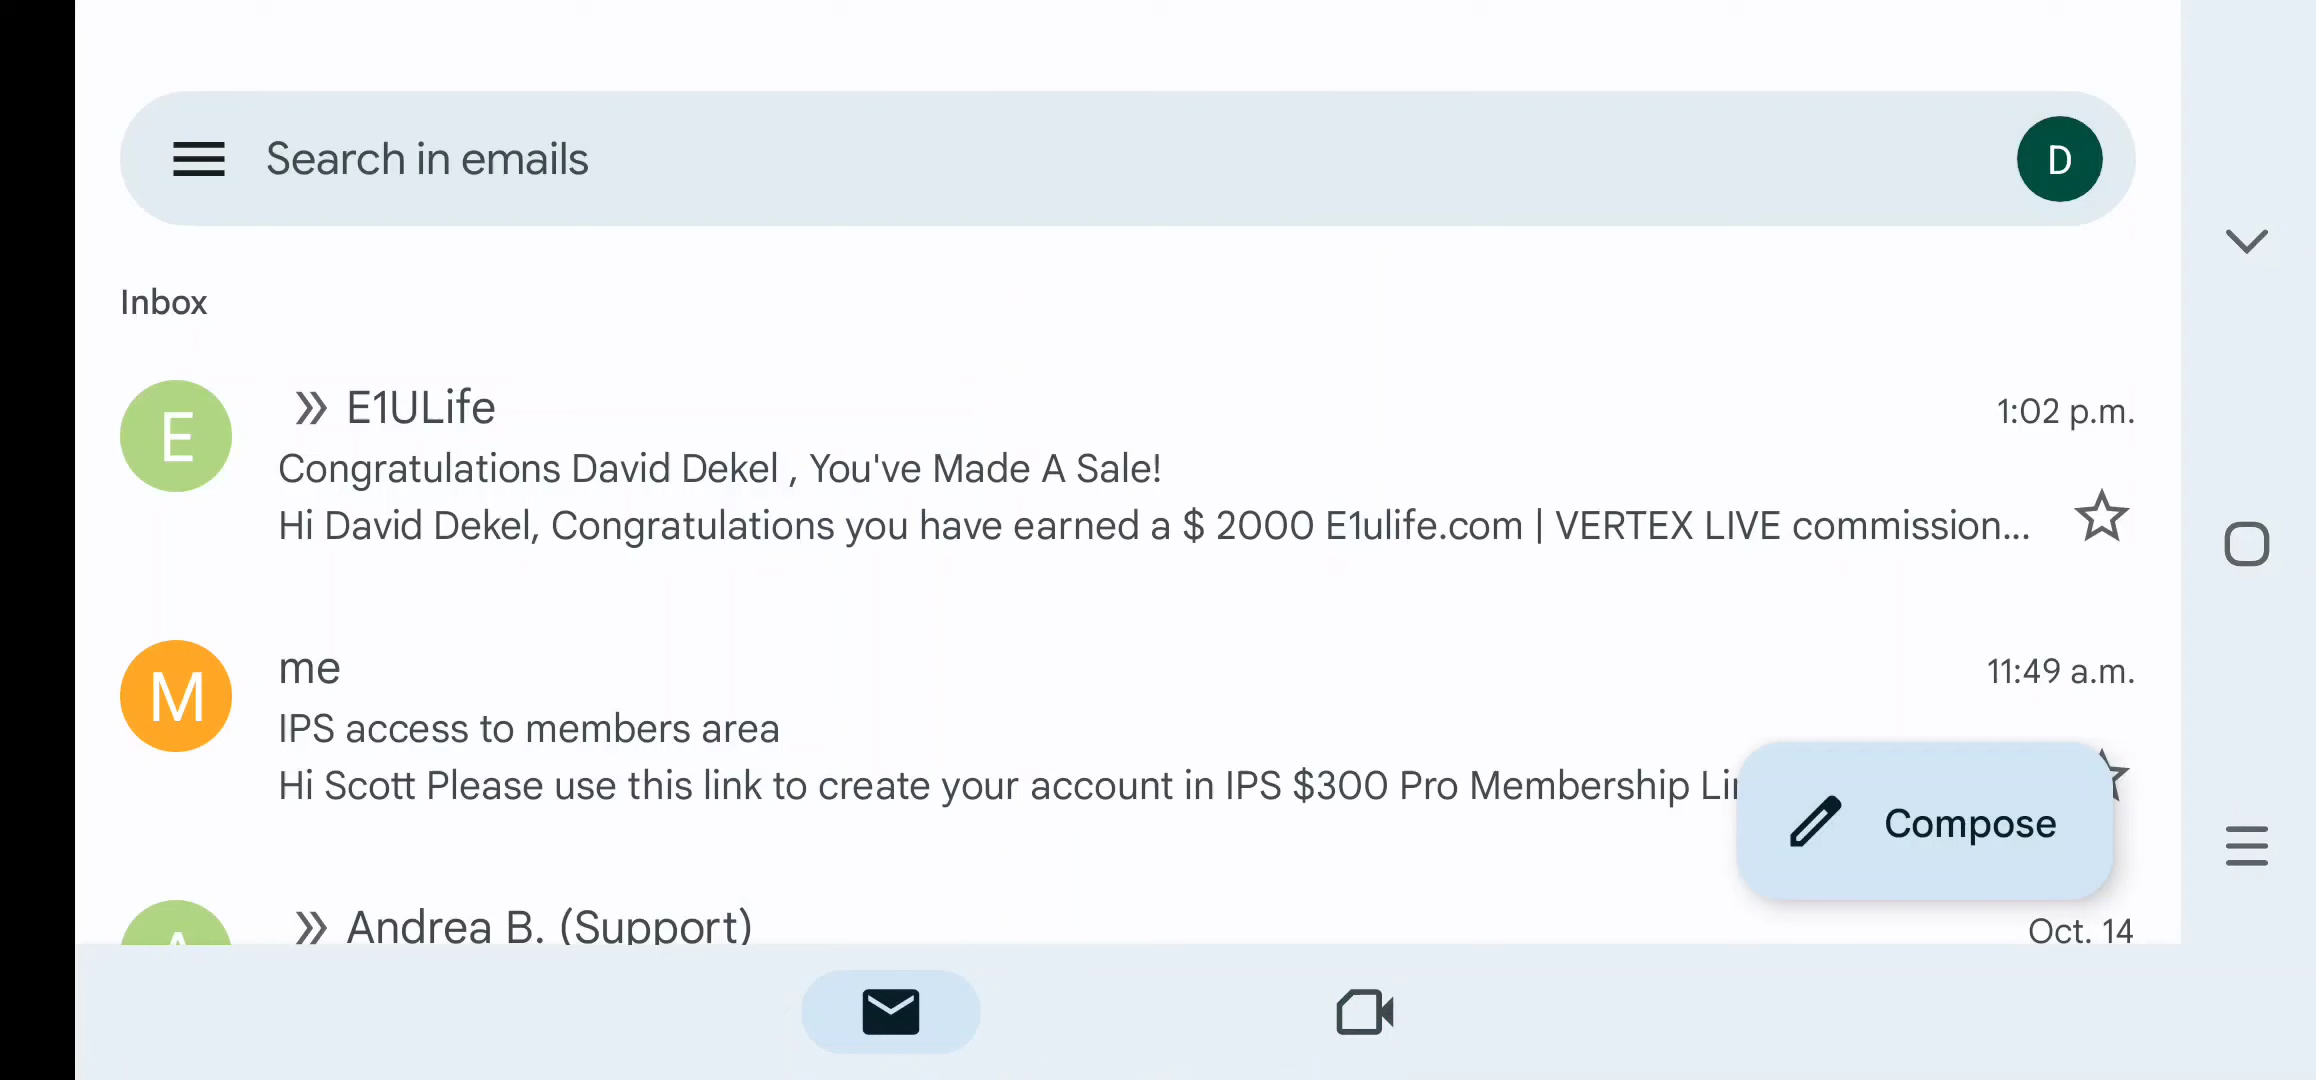 Search in emails
D
Inbox
E
E1ULife
1:02 p.m.
Congratulations David Dekel , You've Made A Sale!
Hi David Dekel, Congratulations you have earned a $ 2000 E1ulife.com | VERTEX LIVE commission...
M
me
11:49 a.m.
IPS access to members area
Hi Scott Please use this link to create your account in IPS $300 Pro Membership
Compose
A
Andrea B. (Support)
Oct. 14